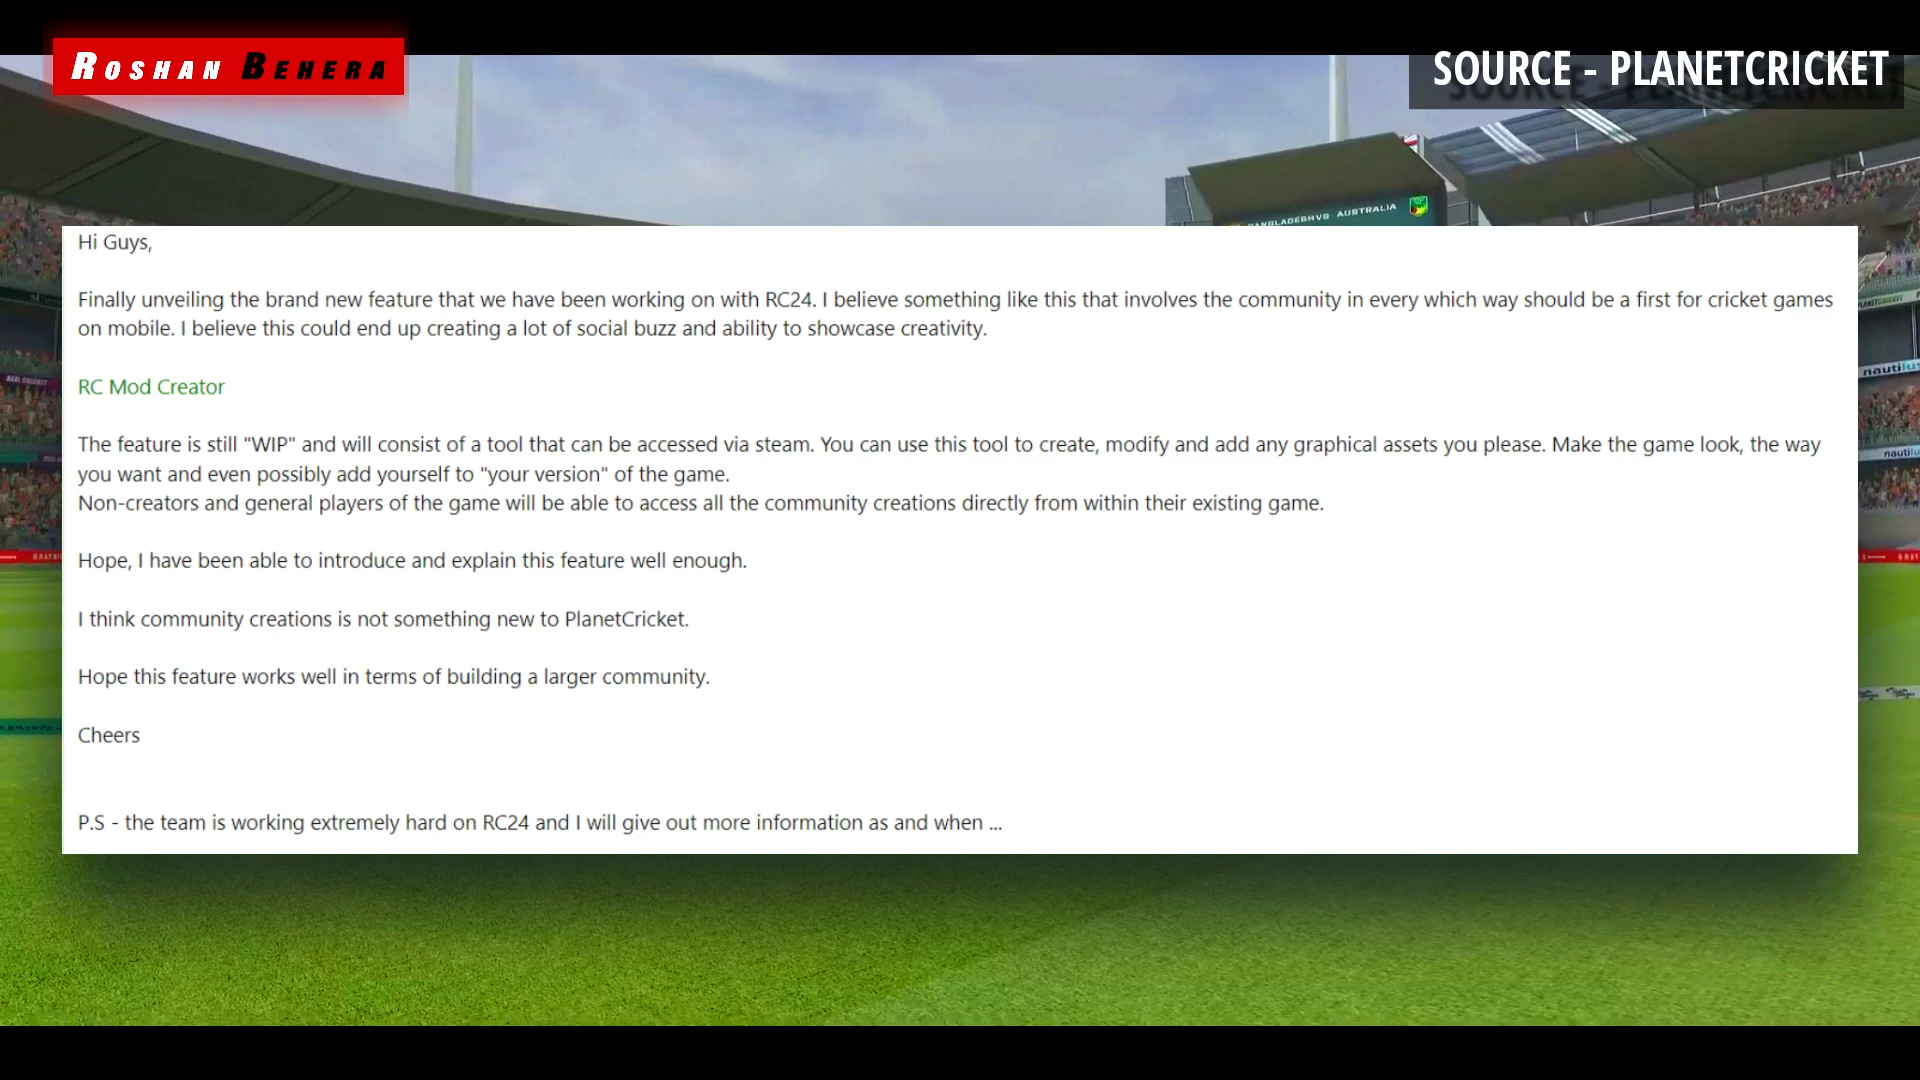 ROSHAN BEHERA
SOURCE - PLANETCRICKET
BANGLADESH VS AUSTRALIA
Hi Guys,
Finally unveiling the brand new feature that we have been working on with RC24. I believe something like this that involves the community in every which way should be a first for cricket games
on mobile. I believe this could end up creating a lot of social buzz and ability to showcase creativity.
RC Mod Creator
The feature is still "WIP" and will consist of a tool that can be accessed via steam. You can use this tool to create, modify and add any graphical assets you please. Make the game look, the way
you want and even possibly add yourself to "your version" of the game.
Non-creators and general players of the game will be able to access all the community creations directly from within their existing game.
Hope, I have been able to introduce and explain this feature well enough.
I think community creations is not something new to PlanetCricket.
Hope this feature works well in terms of building a larger community.
Cheers
P.S - the team is working extremely hard on RC24 and I will give out more information as and when ...
nautilus